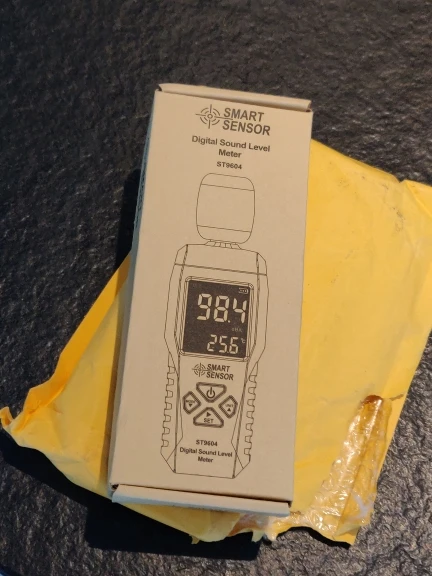 SMART
SENSOR
Digital Sound Level
Meter
ST9604
98.4
dBA
25.6 °C
SMART
SENSOR
SET
ST9604
Digital Sound Level
Meter